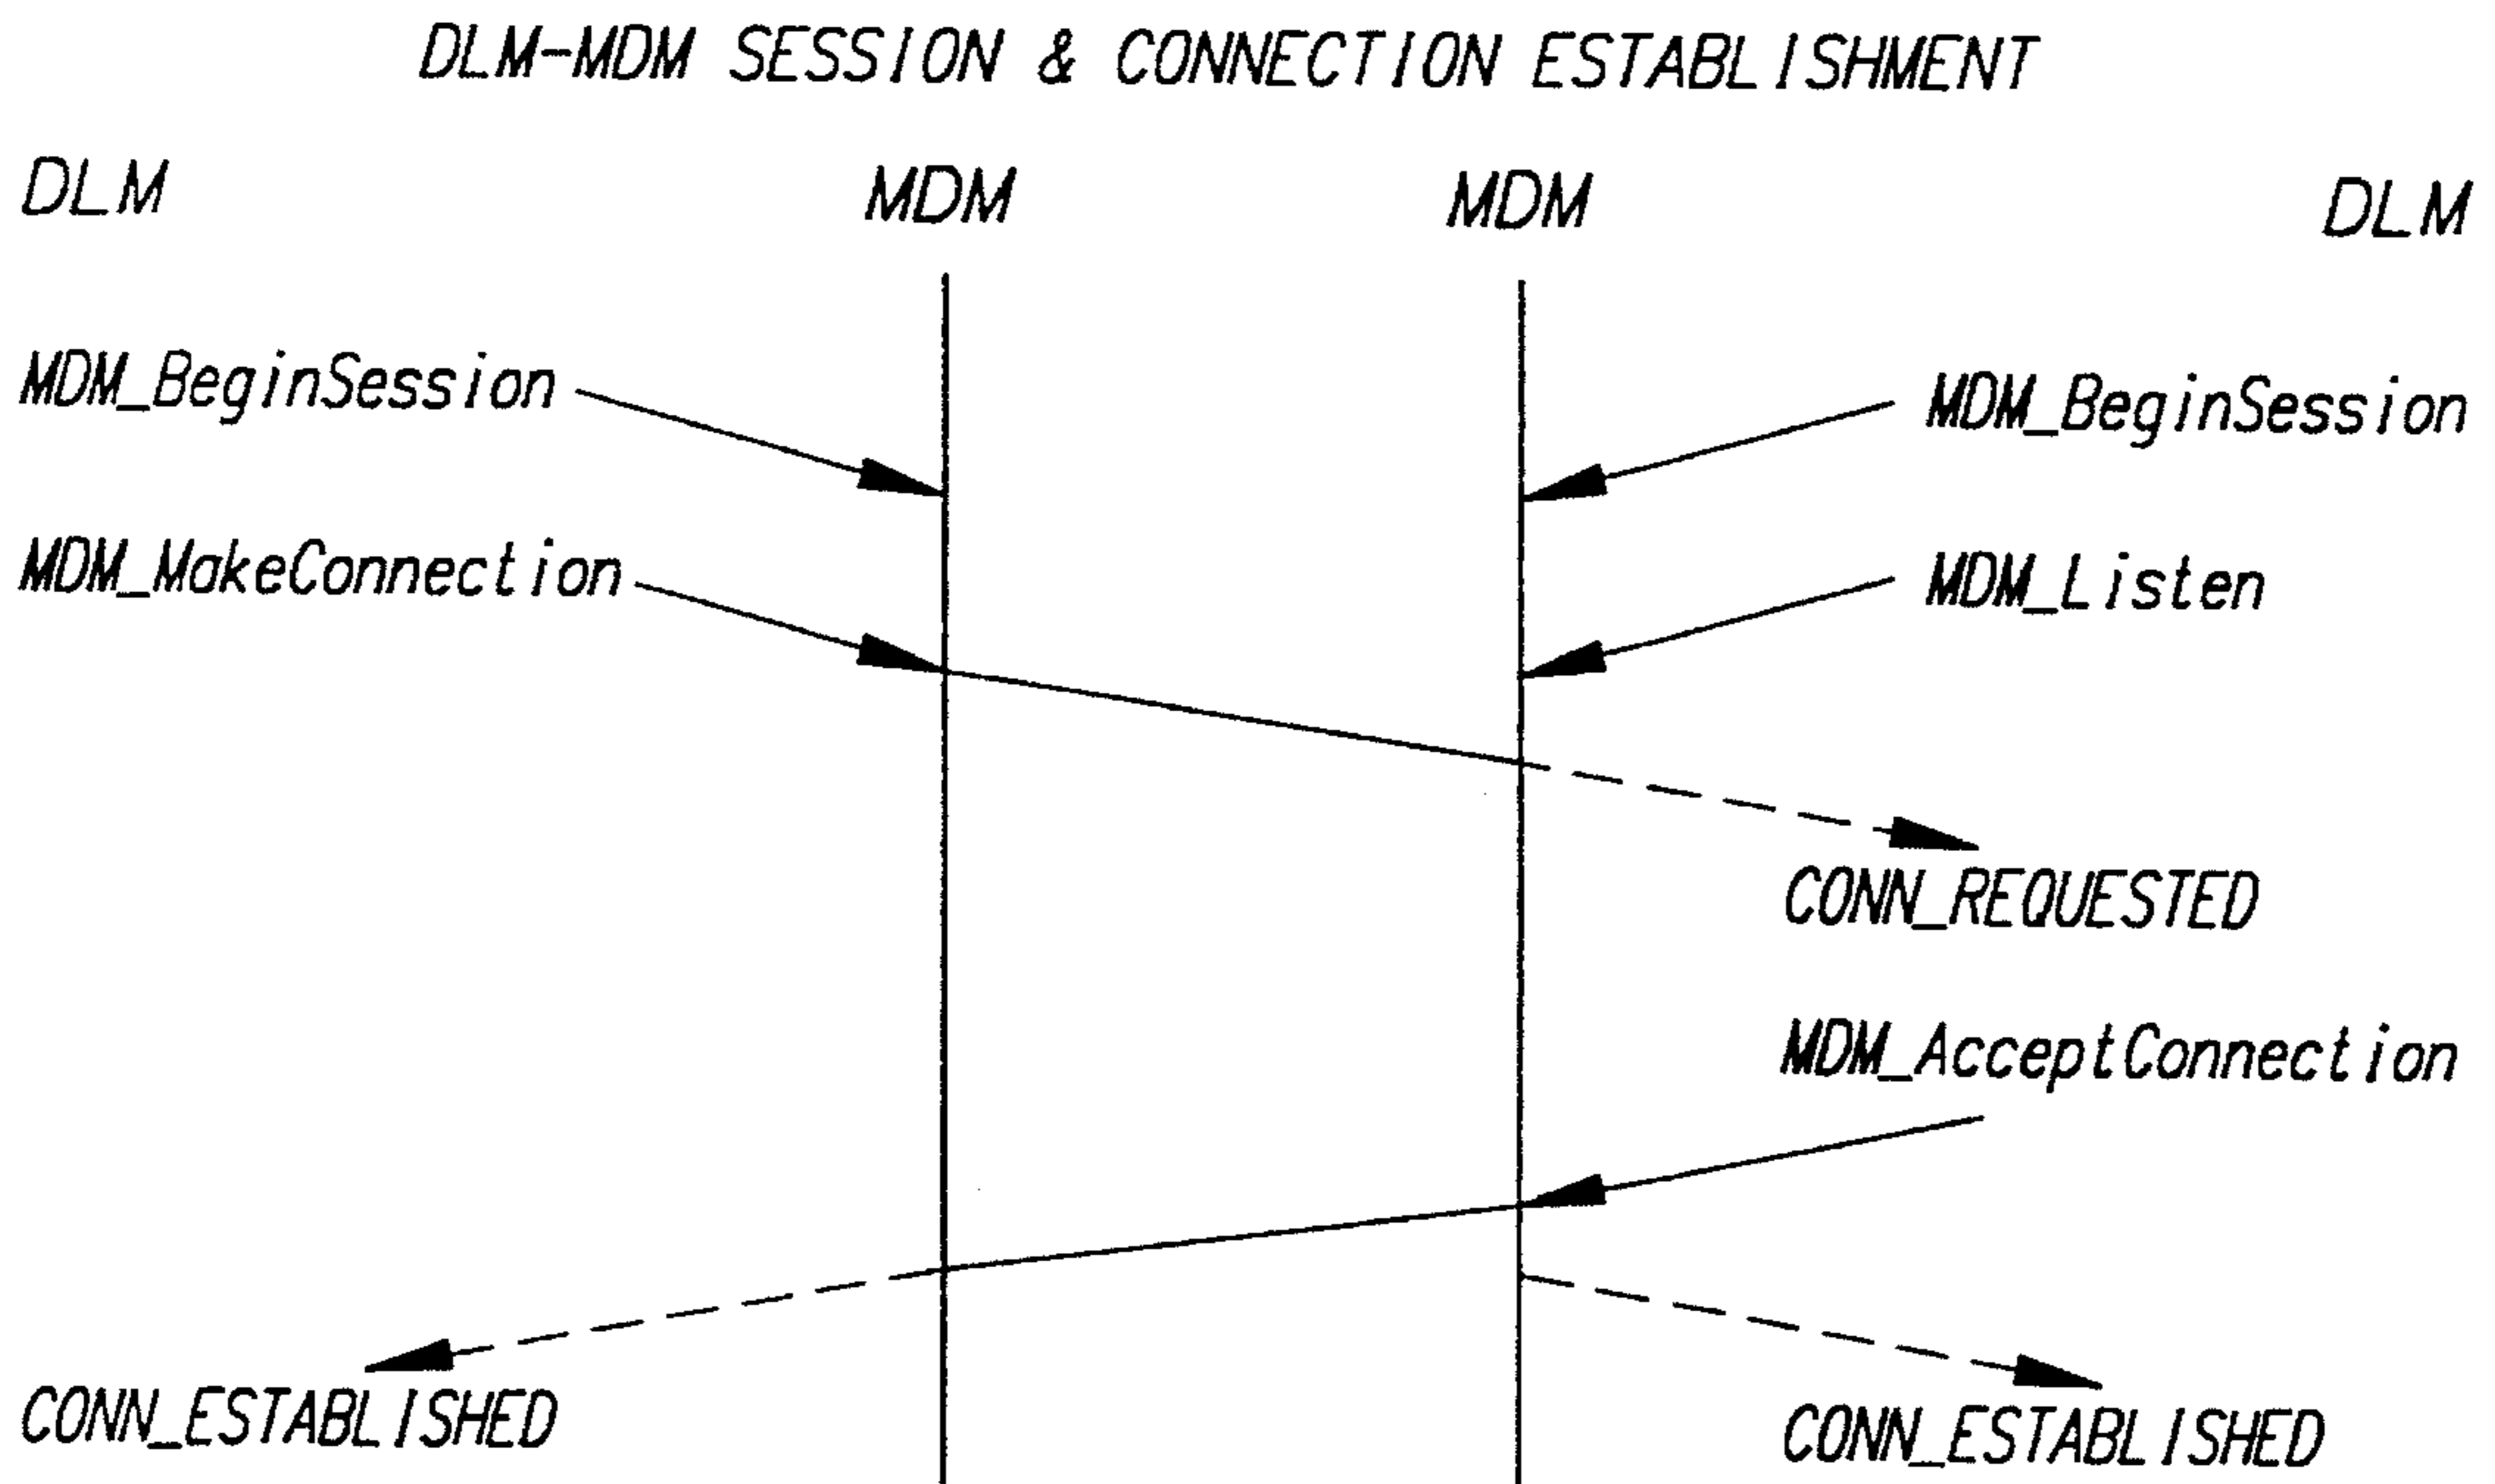 DLM-MDM SESSION & CONNECTION ESTABLISHMENT
DLM MDM MDM DLM
MDM_BeginSession MDM_BeginSession
MDM_MakeConnection MDM_Listen
CONN_REQUESTED
MDM_AcceptConnection
CONN_ESTABLISHED CONN_ESTABLISHED